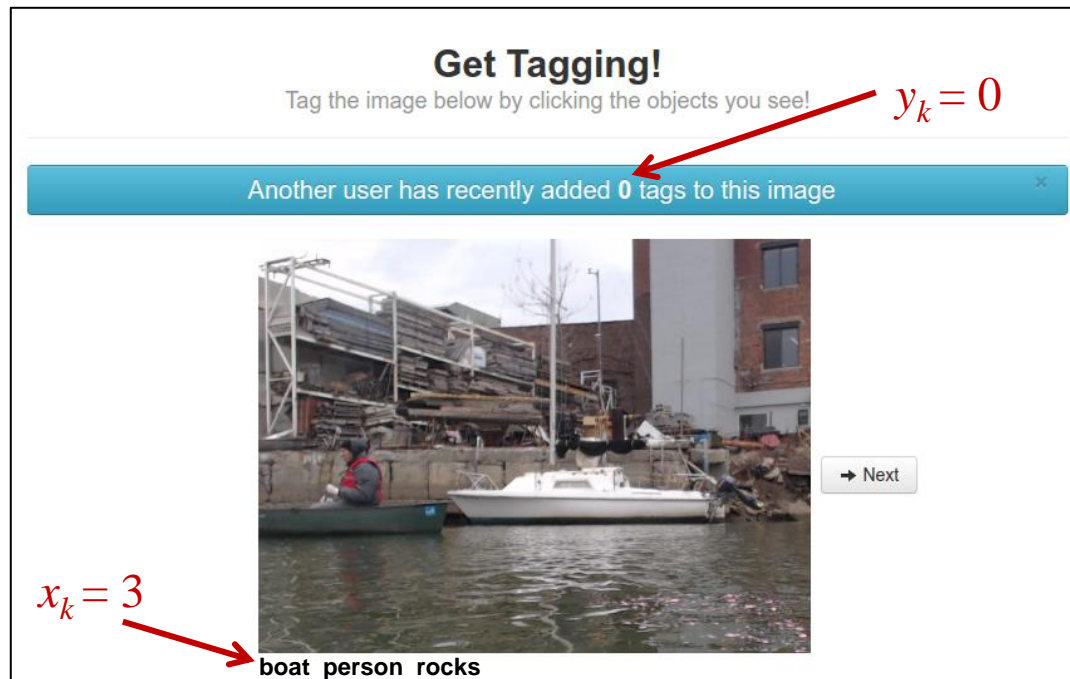 Get Tagging!
Tag the image below by clicking the objects you see!
y_k = 0
Another user has recently added 0 tags to this image
×
→ Next
x_k = 3
boat person rocks